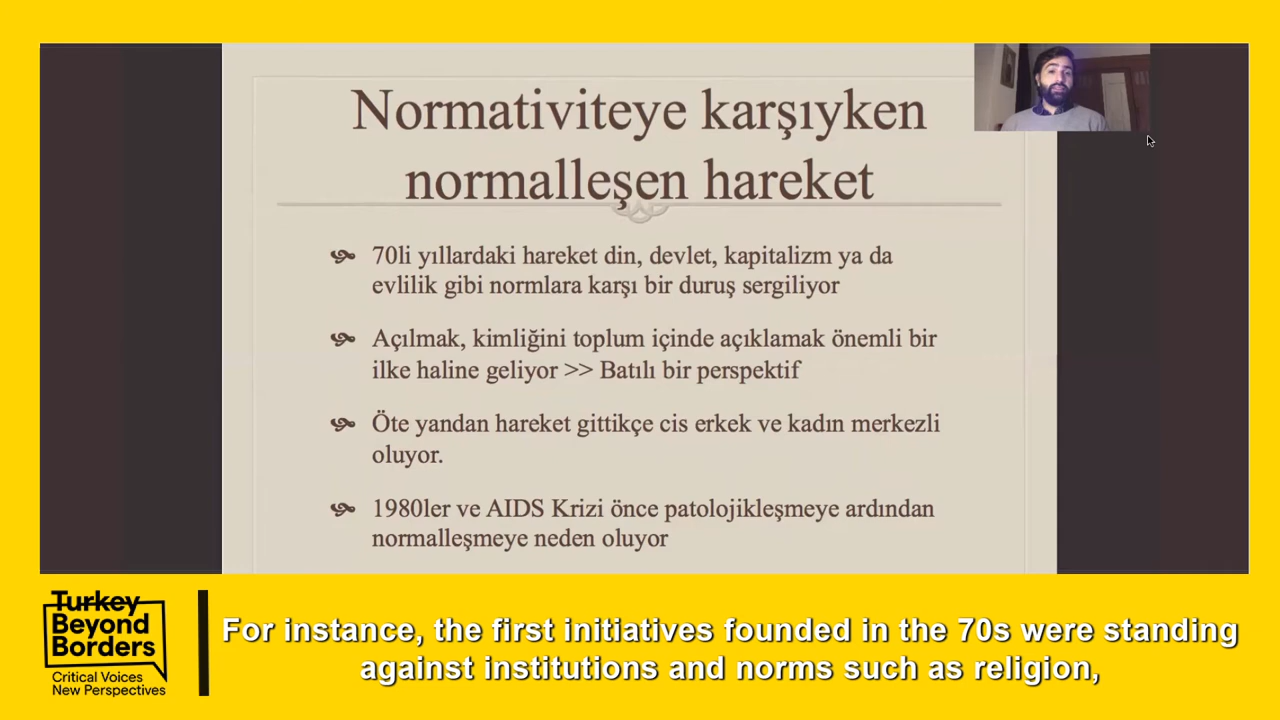 Normativiteye karşıyken
normalleşen hareket
70li yıllardaki hareket din, devlet, kapitalizm ya da
evlilik gibi normlara karşı bir duruş sergiliyor
Açılmak, kimliğini toplum içinde açıklamak önemli bir
ilke haline geliyor >> Batılı bir perspektif
Öte yandan hareket gittikçe cis erkek ve kadın merkezli
oluyor.
1980ler ve AIDS Krizi önce patolojikleşmeye ardından
normalleşmeye neden oluyor
Turkey
Beyond
Borders
Critical Voices
New Perspectives
For instance, the first initiatives founded in the 70s were standing
against institutions and norms such as religion,